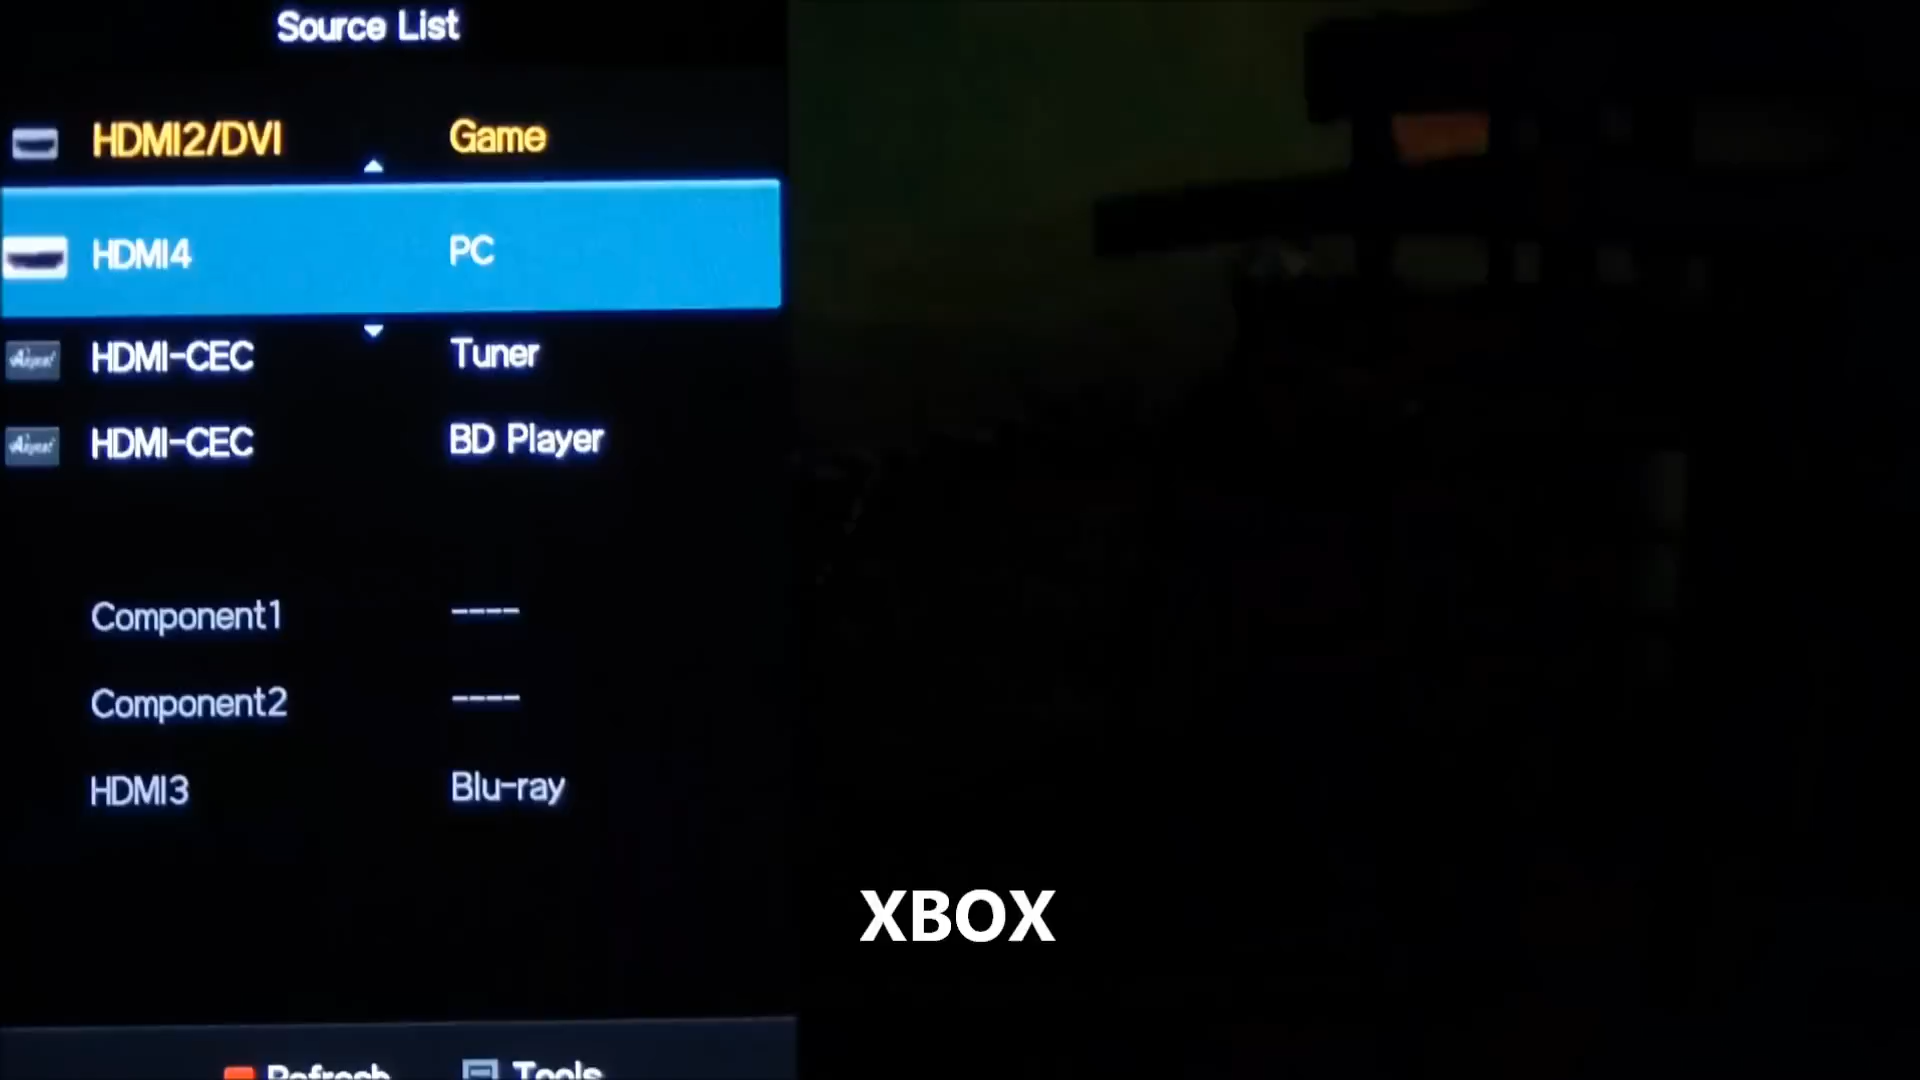 Source List
HDMI2/DVI Game
HDMI4 PC
HDMI-CEC Tuner
HDMI-CEC BD Player
Component1 ----
Component2 ----
HDMI3 Blu-ray
XBOX
Refresh Tools